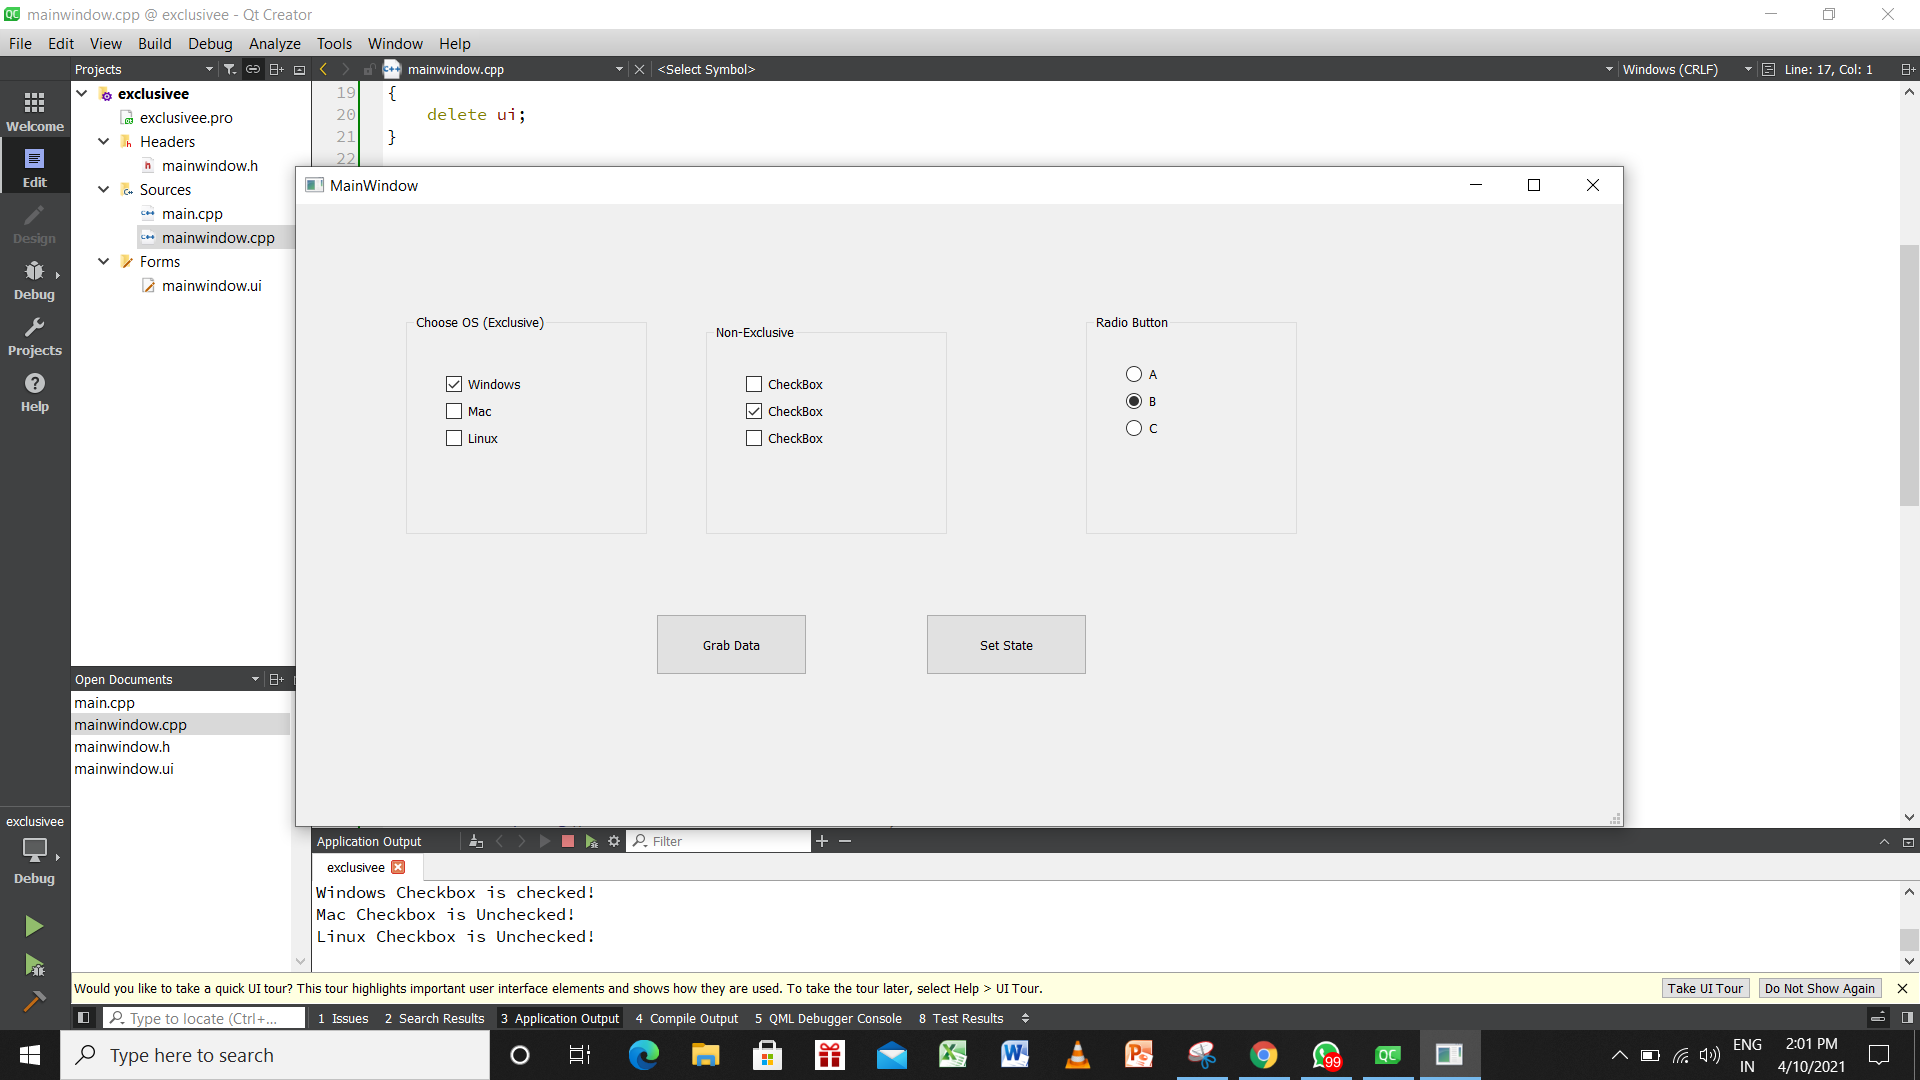 mainwindow.cpp @ exclusivee - Qt Creator
File Edit View Build Debug Analyze Tools Window Help
Projects mainwindow.cpp <Select Symbol> Windows (CRLF) Line: 17, Col: 1
Welcome
Edit
Design
Debug
Projects
Help
exclusivee
exclusivee.pro
Headers
mainwindow.h
Sources
main.cpp
mainwindow.cpp
Forms
mainwindow.ui
19 {
20 delete ui;
21 }
22
MainWindow
Choose OS (Exclusive)
Windows
Mac
Linux
Non-Exclusive
CheckBox
CheckBox
CheckBox
Radio Button
A
B
C
Grab Data
Set State
Open Documents
main.cpp
mainwindow.cpp
mainwindow.h
mainwindow.ui
exclusivee
Debug
Application Output Filter
exclusivee
Windows Checkbox is checked!
Mac Checkbox is Unchecked!
Linux Checkbox is Unchecked!
Would you like to take a quick UI tour? This tour highlights important user interface elements and shows how they are used. To take the tour later, select Help > UI Tour. Take UI Tour Do Not Show Again
Type to locate (Ctrl+... 1 Issues 2 Search Results 3 Application Output 4 Compile Output 5 QML Debugger Console 8 Test Results
Type here to search
99
ENG
IN
2:01 PM
4/10/2021